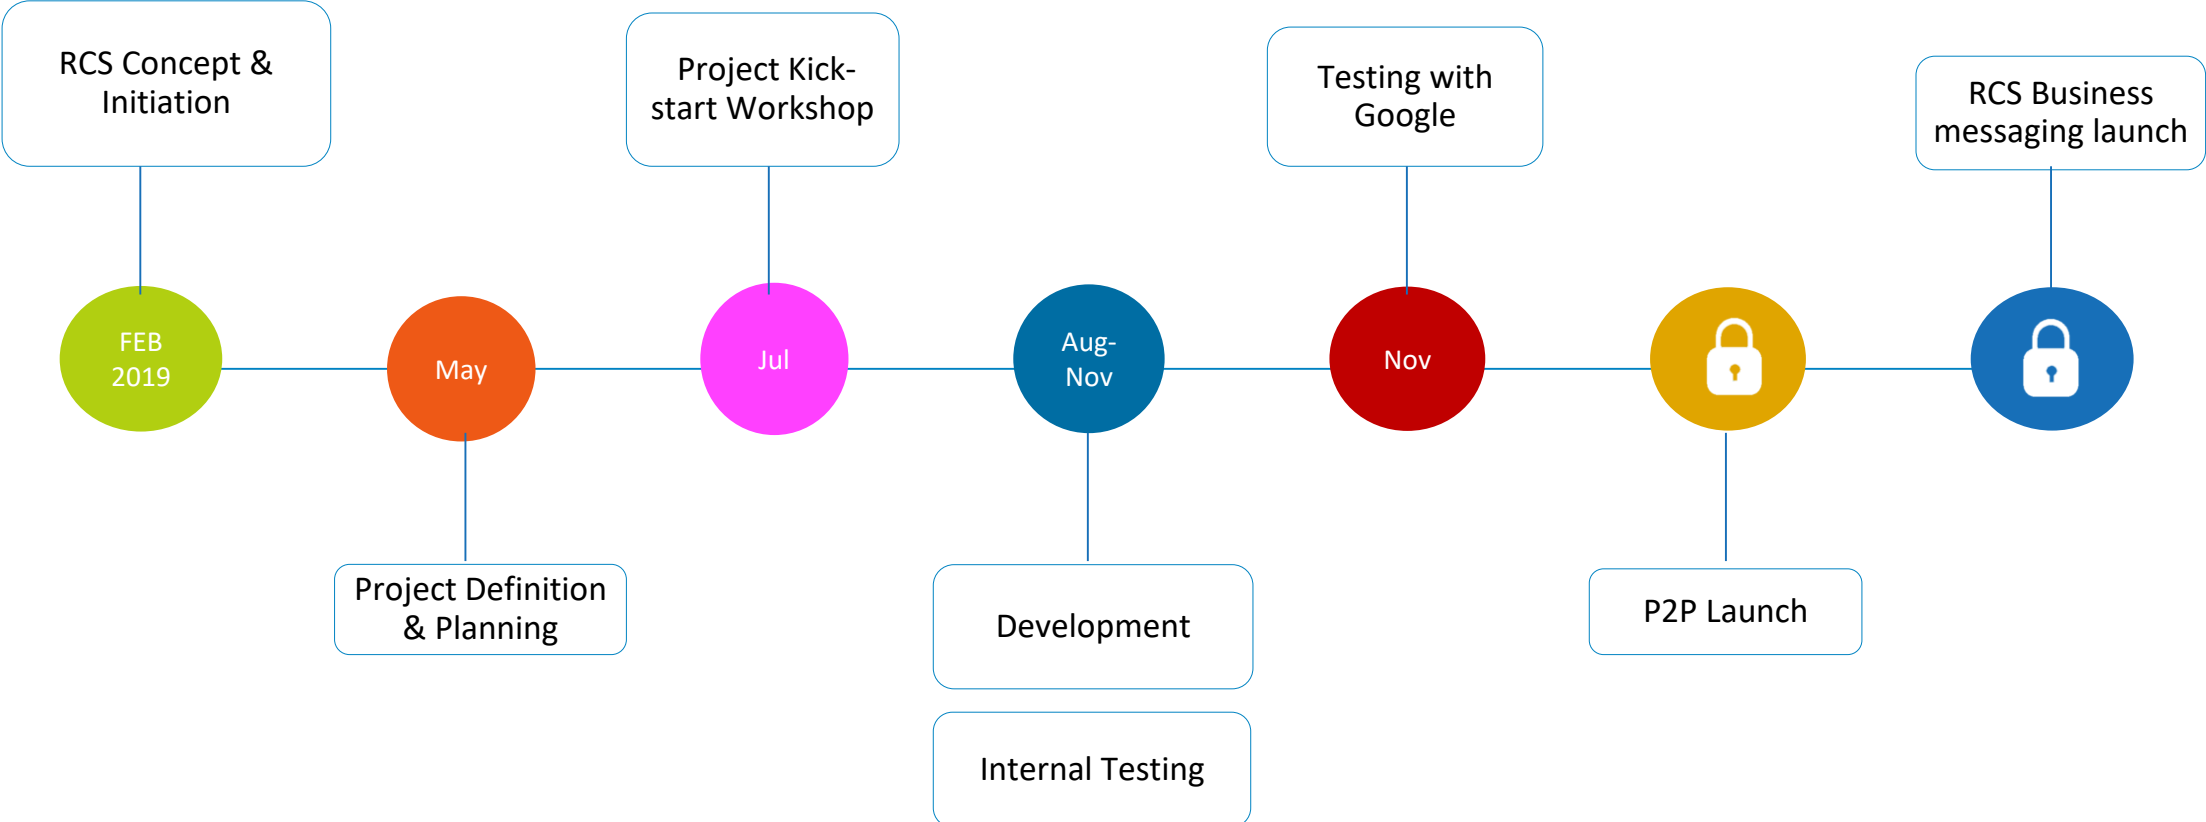 RCS Concept &
Initiation
Project Kick-
start Workshop
Testing with
Google
RCS Business
messaging launch
FEB
2019
May
Jul
Aug-
Nov
Nov
Project Definition
& Planning
Development
P2P Launch
Internal Testing